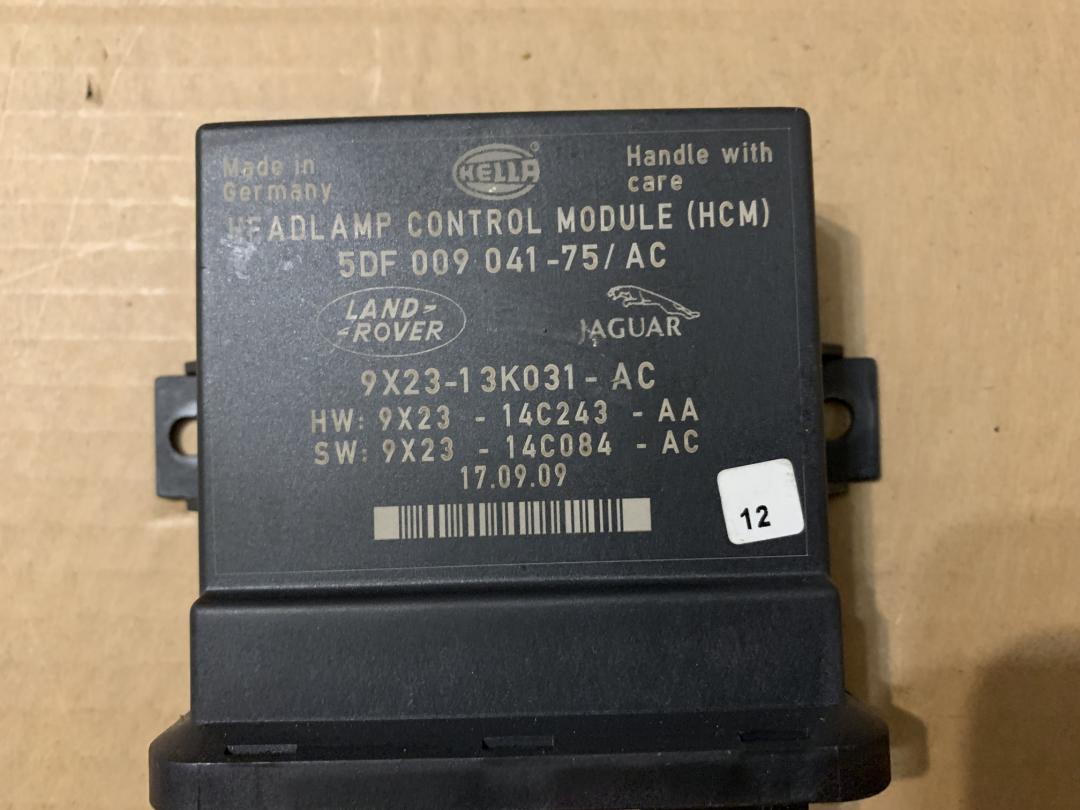 Made in
Germany
HELLA
®
Handle with
care
HEADLAMP CONTROL MODULE (HCM)
5DF 009 041-75/AC
LAND-
-ROVER
JAGUAR
9X23-13K031-AC
HW: 9X23 - 14C243 - AA
SW: 9X23 - 14C084 - AC
17.09.09
12